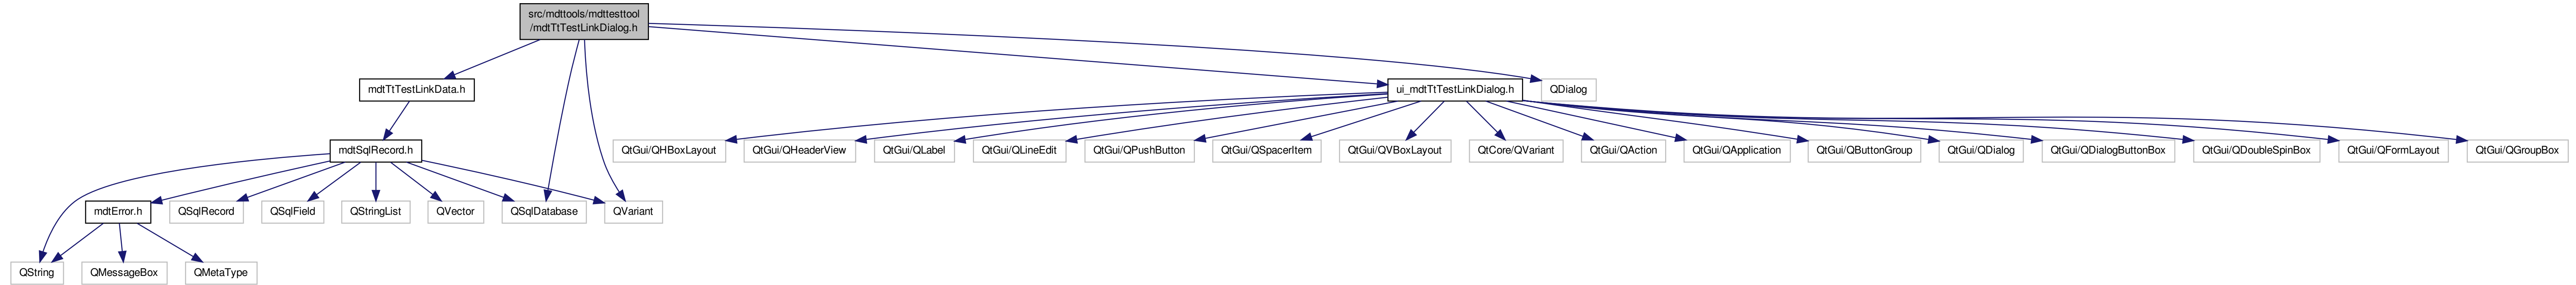 src/mdttools/mdttesttool
/mdtTtTestLinkDialog.h
mdtTtTestLinkData.h
ui_mdtTtTestLinkDialog.h
QDialog
mdtSqlRecord.h
QtGui/QHBoxLayout
QtGui/QHeaderView
QtGui/QLabel
QtGui/QLineEdit
QtGui/QPushButton
QtGui/QSpacerItem
QtGui/QVBoxLayout
QtCore/QVariant
QtGui/QAction
QtGui/QApplication
QtGui/QButtonGroup
QtGui/QDialog
QtGui/QDialogButtonBox
QtGui/QDoubleSpinBox
QtGui/QFormLayout
QtGui/QGroupBox
mdtError.h
QSqlRecord
QSqlField
QStringList
QVector
QSqlDatabase
QVariant
QString
QMessageBox
QMetaType